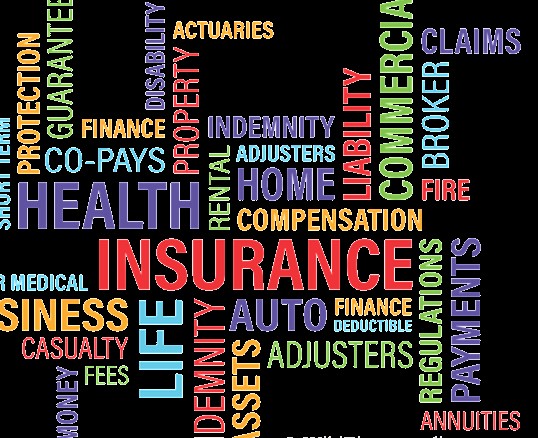 ACTUARIES
DISABILITY
GUARANTEE
PROTECTION
PROPERTY
COMMERCIA
CLAIMS
BROKER
LIABILITY
FINANCE
INDEMNITY
CO-PAYS
ADJUSTERS
SHORT TERM
HEALTH
RENTAL
HOME
FIRE
COMPENSATION
INSURANCE
R MEDICAL
SINESS
LIFE
INDEMNITY
AUTO
FINANCE
DEDUCTIBLE
REGULATIONS
PAYMENTS
CASUALTY
FEES
ASSETS
ADJUSTERS
MONEY
ANNUITIES